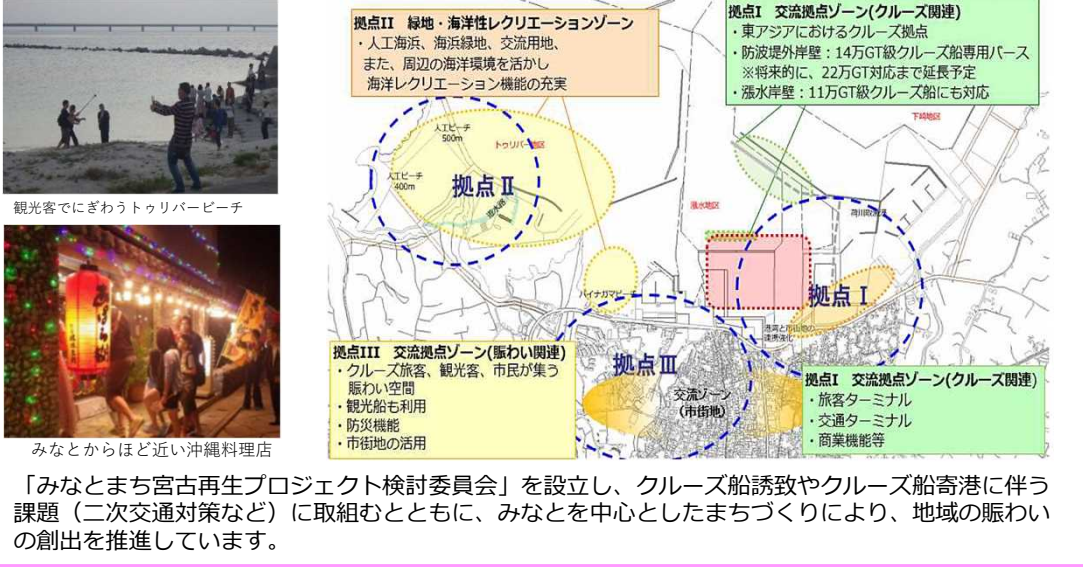 観光客でにぎわうトゥリバービーチ
みなとからほど近い沖縄料理店
拠点II 緑地・海洋性レクリエーションゾーン
・人工海浜、海浜緑地、交流用地、
また、周辺の海洋環境を活かし
海洋レクリエーション機能の充実
拠点I 交流拠点ゾーン(クルーズ関連)
・東アジアにおけるクルーズ拠点
・防波堤外岸壁：14万GT級クルーズ船専用バース
※将来的に、22万GT対応まで延長予定
・漲水岸壁：11万GT級クルーズ船にも対応
下崎地区
人工ビーチ
500m
トゥリバー地区
人工ビーチ
400m
拠点Ⅱ
漲水地区
荷川取漁港
拠点Ⅰ
パイナガマビーチ
港湾と市街地の
連携強化
拠点III 交流拠点ゾーン(賑わい関連)
・クルーズ旅客、観光客、市民が集う
賑わい空間
・観光船も利用
・防災機能
・市街地の活用
拠点Ⅲ
交流ゾーン
(市街地)
拠点I 交流拠点ゾーン(クルーズ関連)
・旅客ターミナル
・交通ターミナル
・商業機能等
「みなとまち宮古再生プロジェクト検討委員会」を設立し、クルーズ船誘致やクルーズ船寄港に伴う
課題（二次交通対策など）に取組むとともに、みなとを中心としたまちづくりにより、地域の賑わい
の創出を推進しています。